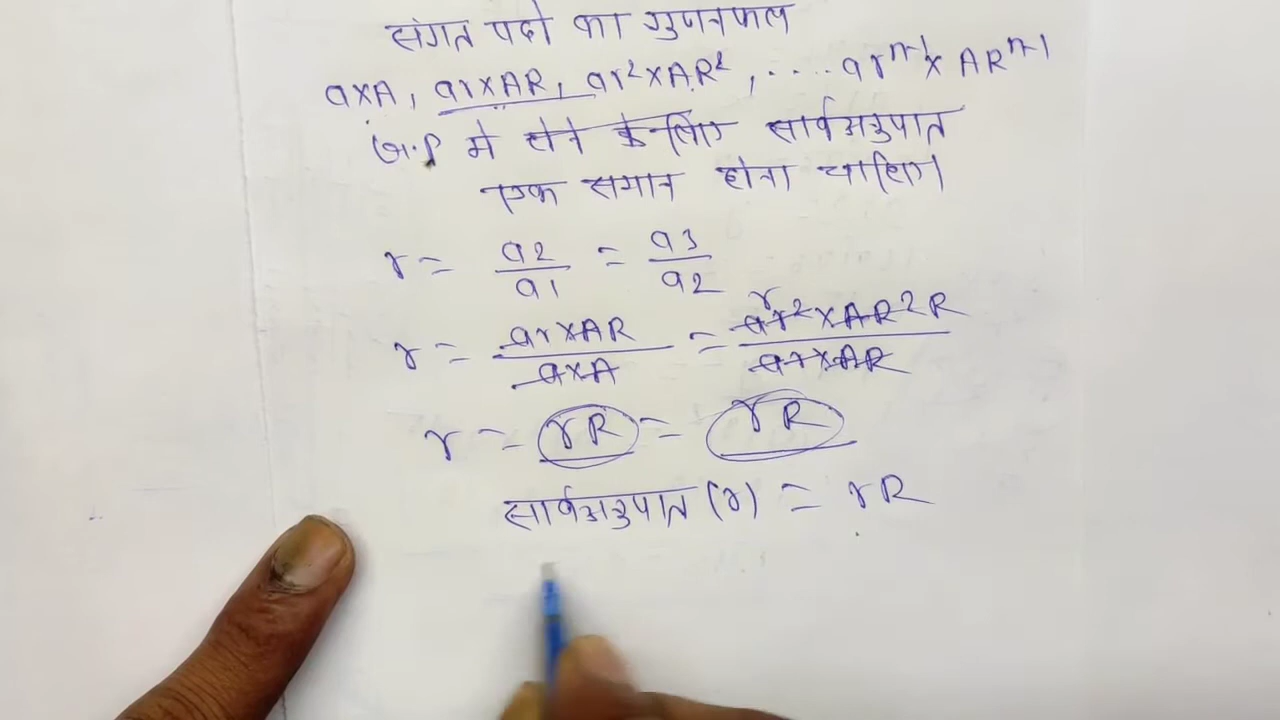 संगत पदो का गुणनफल
a×A, ar×AR, ar²×AR², .... arⁿ⁻¹ × ARⁿ⁻¹
G.P मे होने के लिए सार्वअनुपात
एक समान होना चाहिए।
r = a2/a1 = a3/a2
r = ar×AR/a×A = ar²×AR²/ar×AR r R
r = rR = rR
सार्वअनुपात (r) = rR